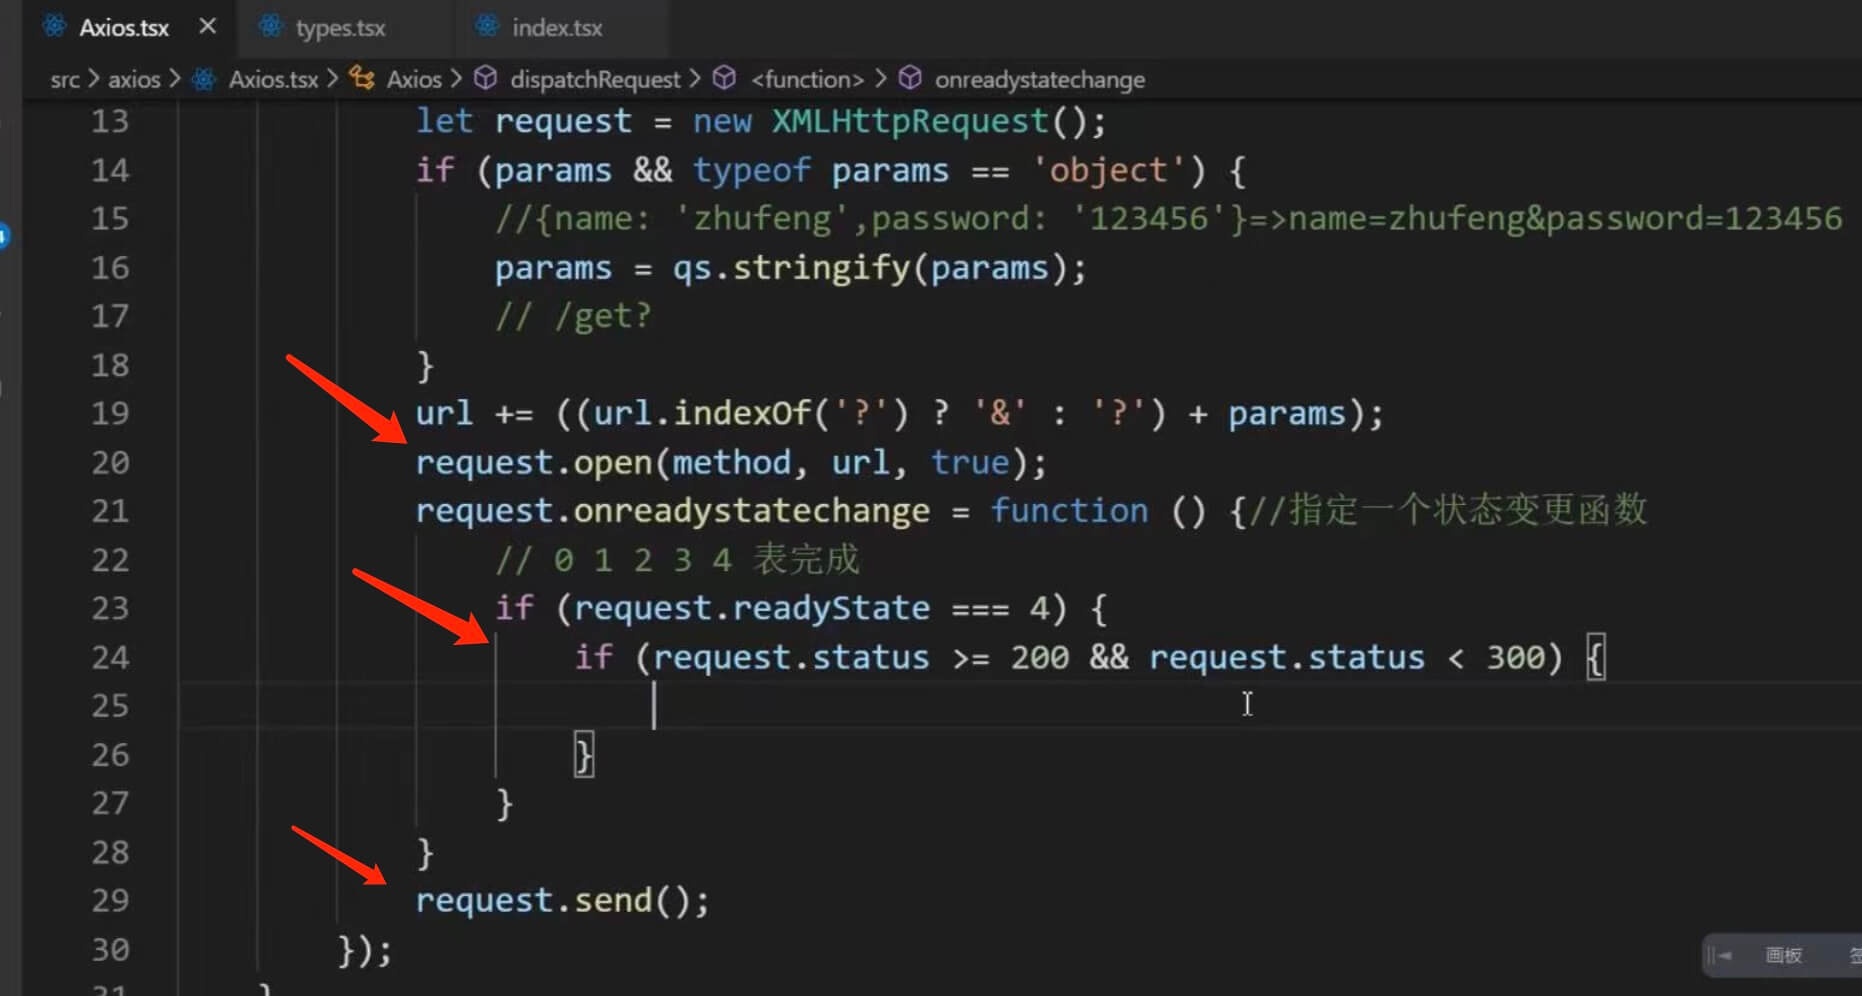 Axios.tsx × types.tsx index.tsx
src > axios > Axios.tsx > Axios > dispatchRequest > <function> > onreadystatechange
13 let request = new XMLHttpRequest();
14 if (params && typeof params == 'object') {
15 //{name: 'zhufeng',password: '123456'}=>name=zhufeng&password=123456
16 params = qs.stringify(params);
17 // /get?
18 }
19 url += ((url.indexOf('?') ? '&' : '?') + params);
20 request.open(method, url, true);
21 request.onreadystatechange = function () {//指定一个状态变更函数
22 // 0 1 2 3 4 表完成
23 if (request.readyState === 4) {
24 if (request.status >= 200 && request.status < 300) {
25
26 }
27 }
28 }
29 request.send();
30 });
画板